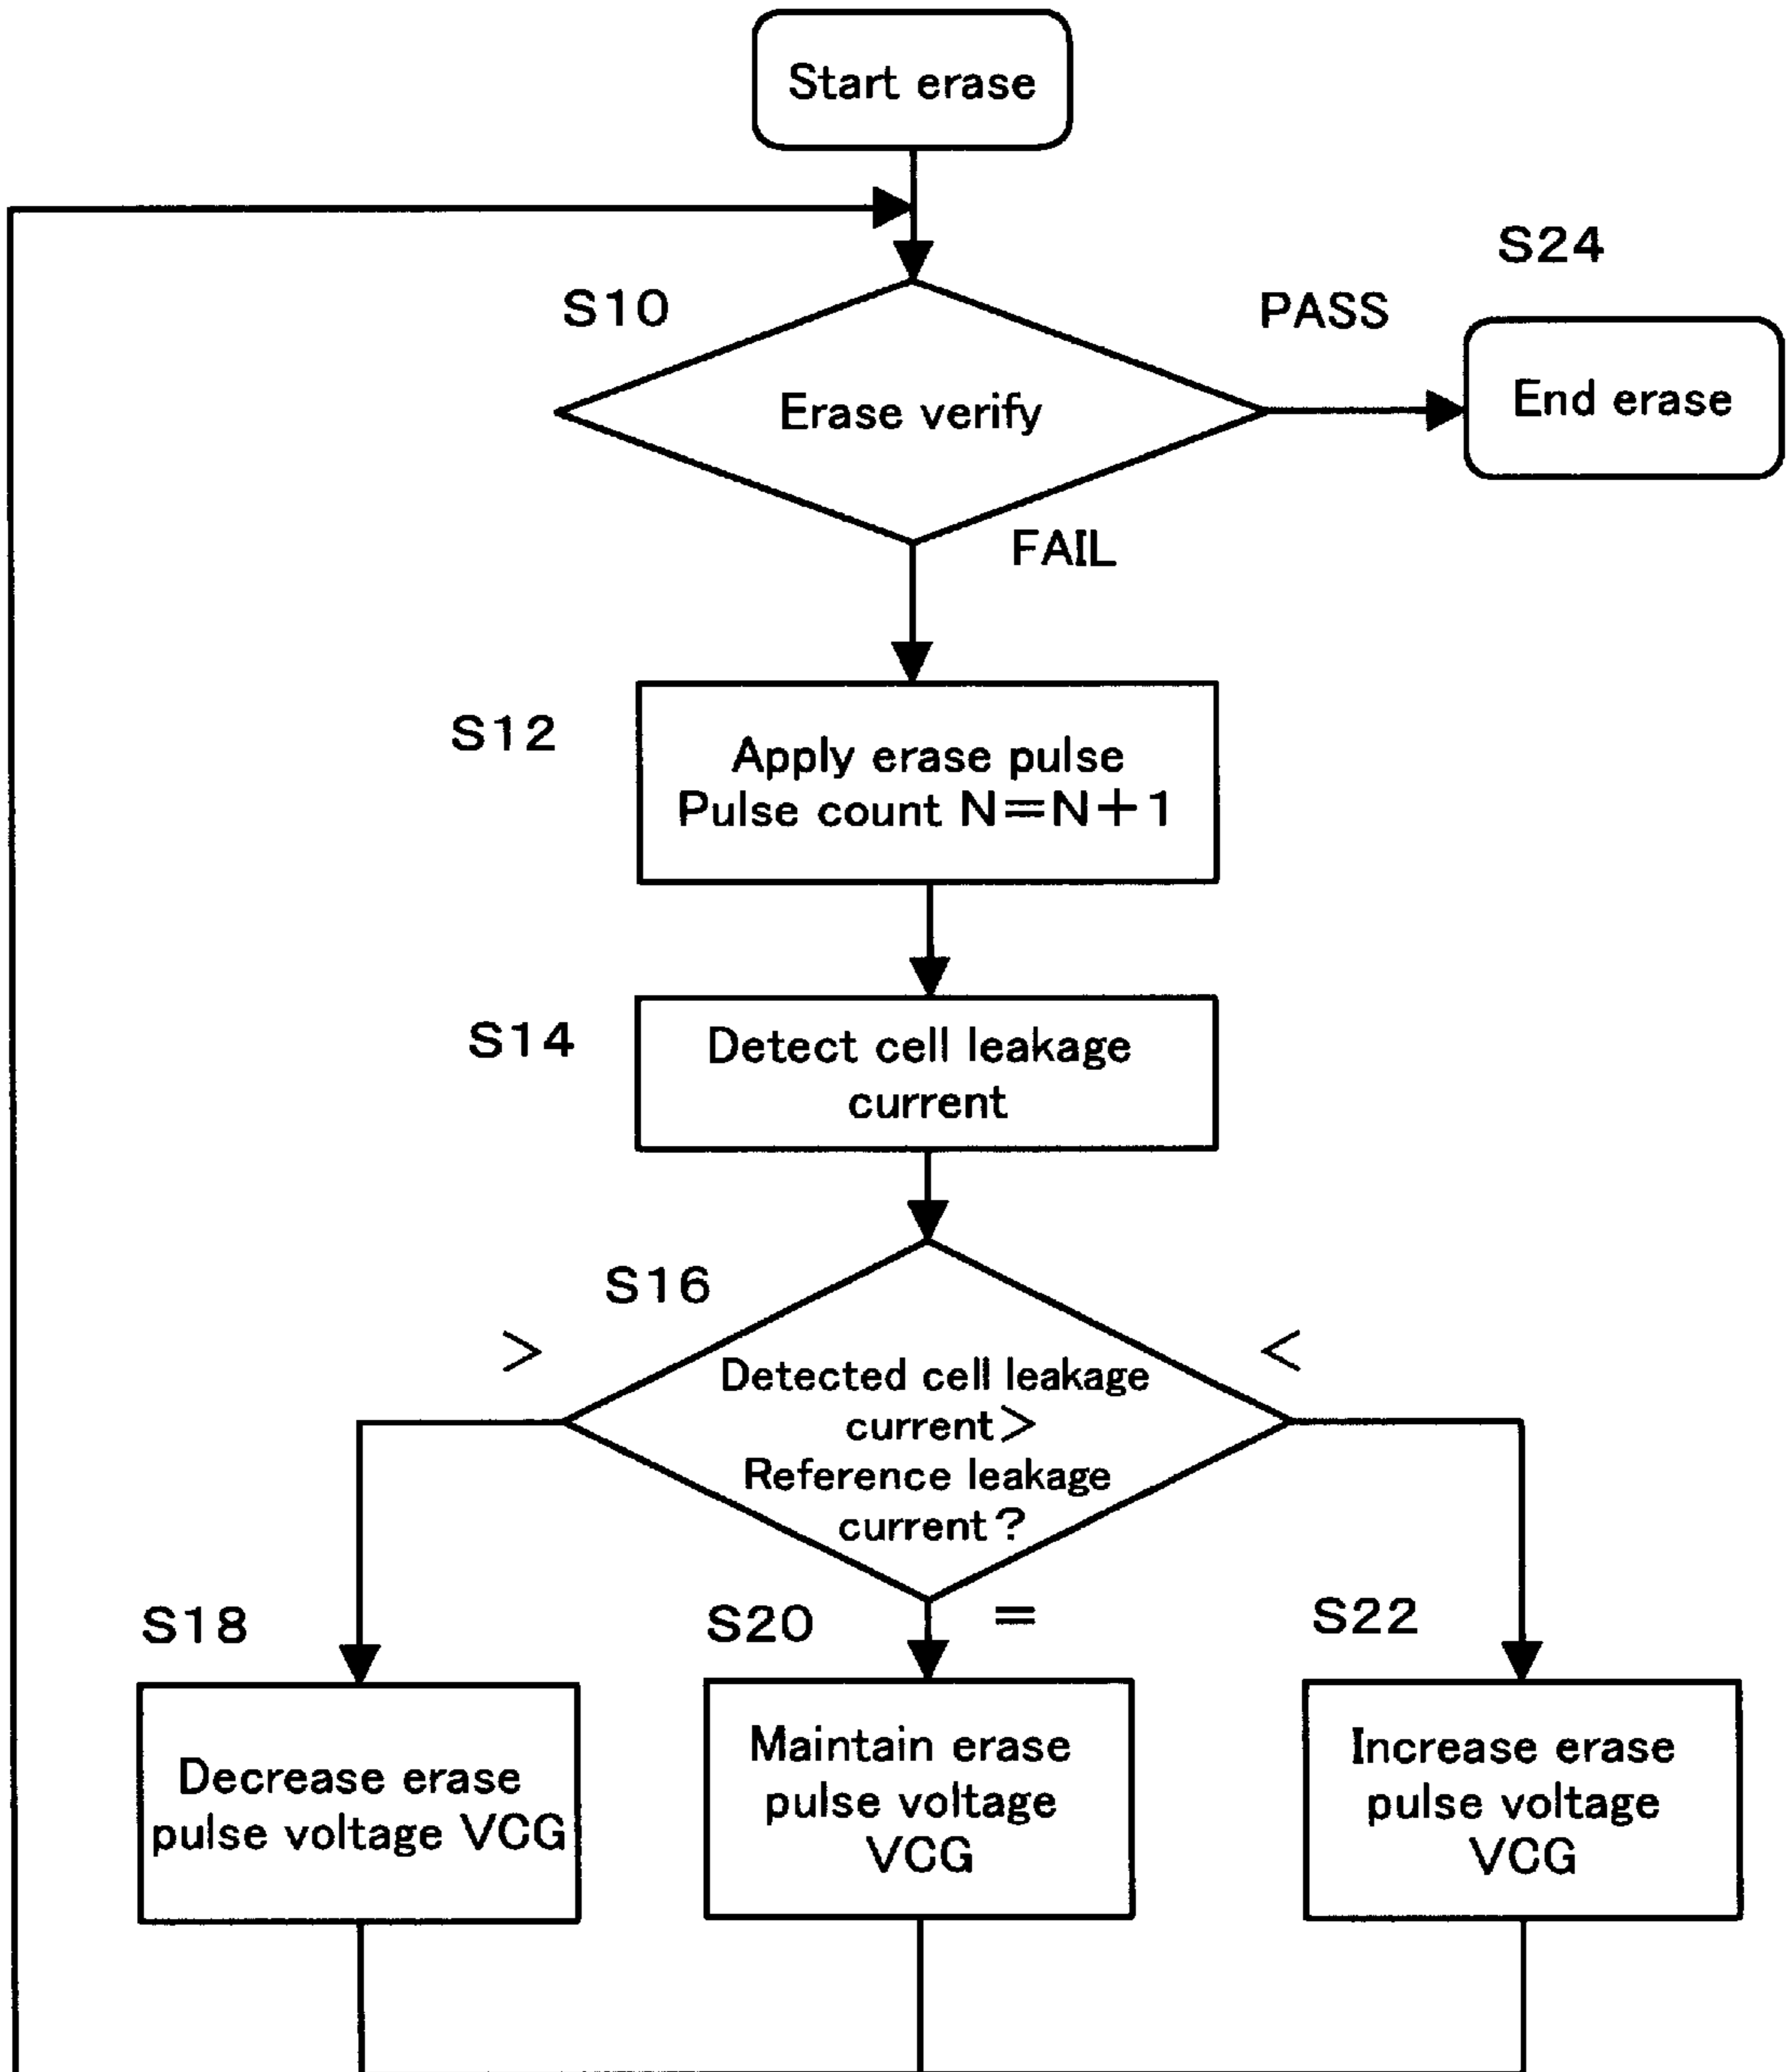 Start erase
S24
S10
PASS
Erase verify
End erase
FAIL
S12
Apply erase pulse
Pulse count N=N+1
S14
Detect cell leakage
current
S16
>
<
Detected cell leakage
current>
Reference leakage
current?
S18
S20
=
S22
Decrease erase
pulse voltage VCG
Maintain erase
pulse voltage
VCG
Increase erase
pulse voltage
VCG